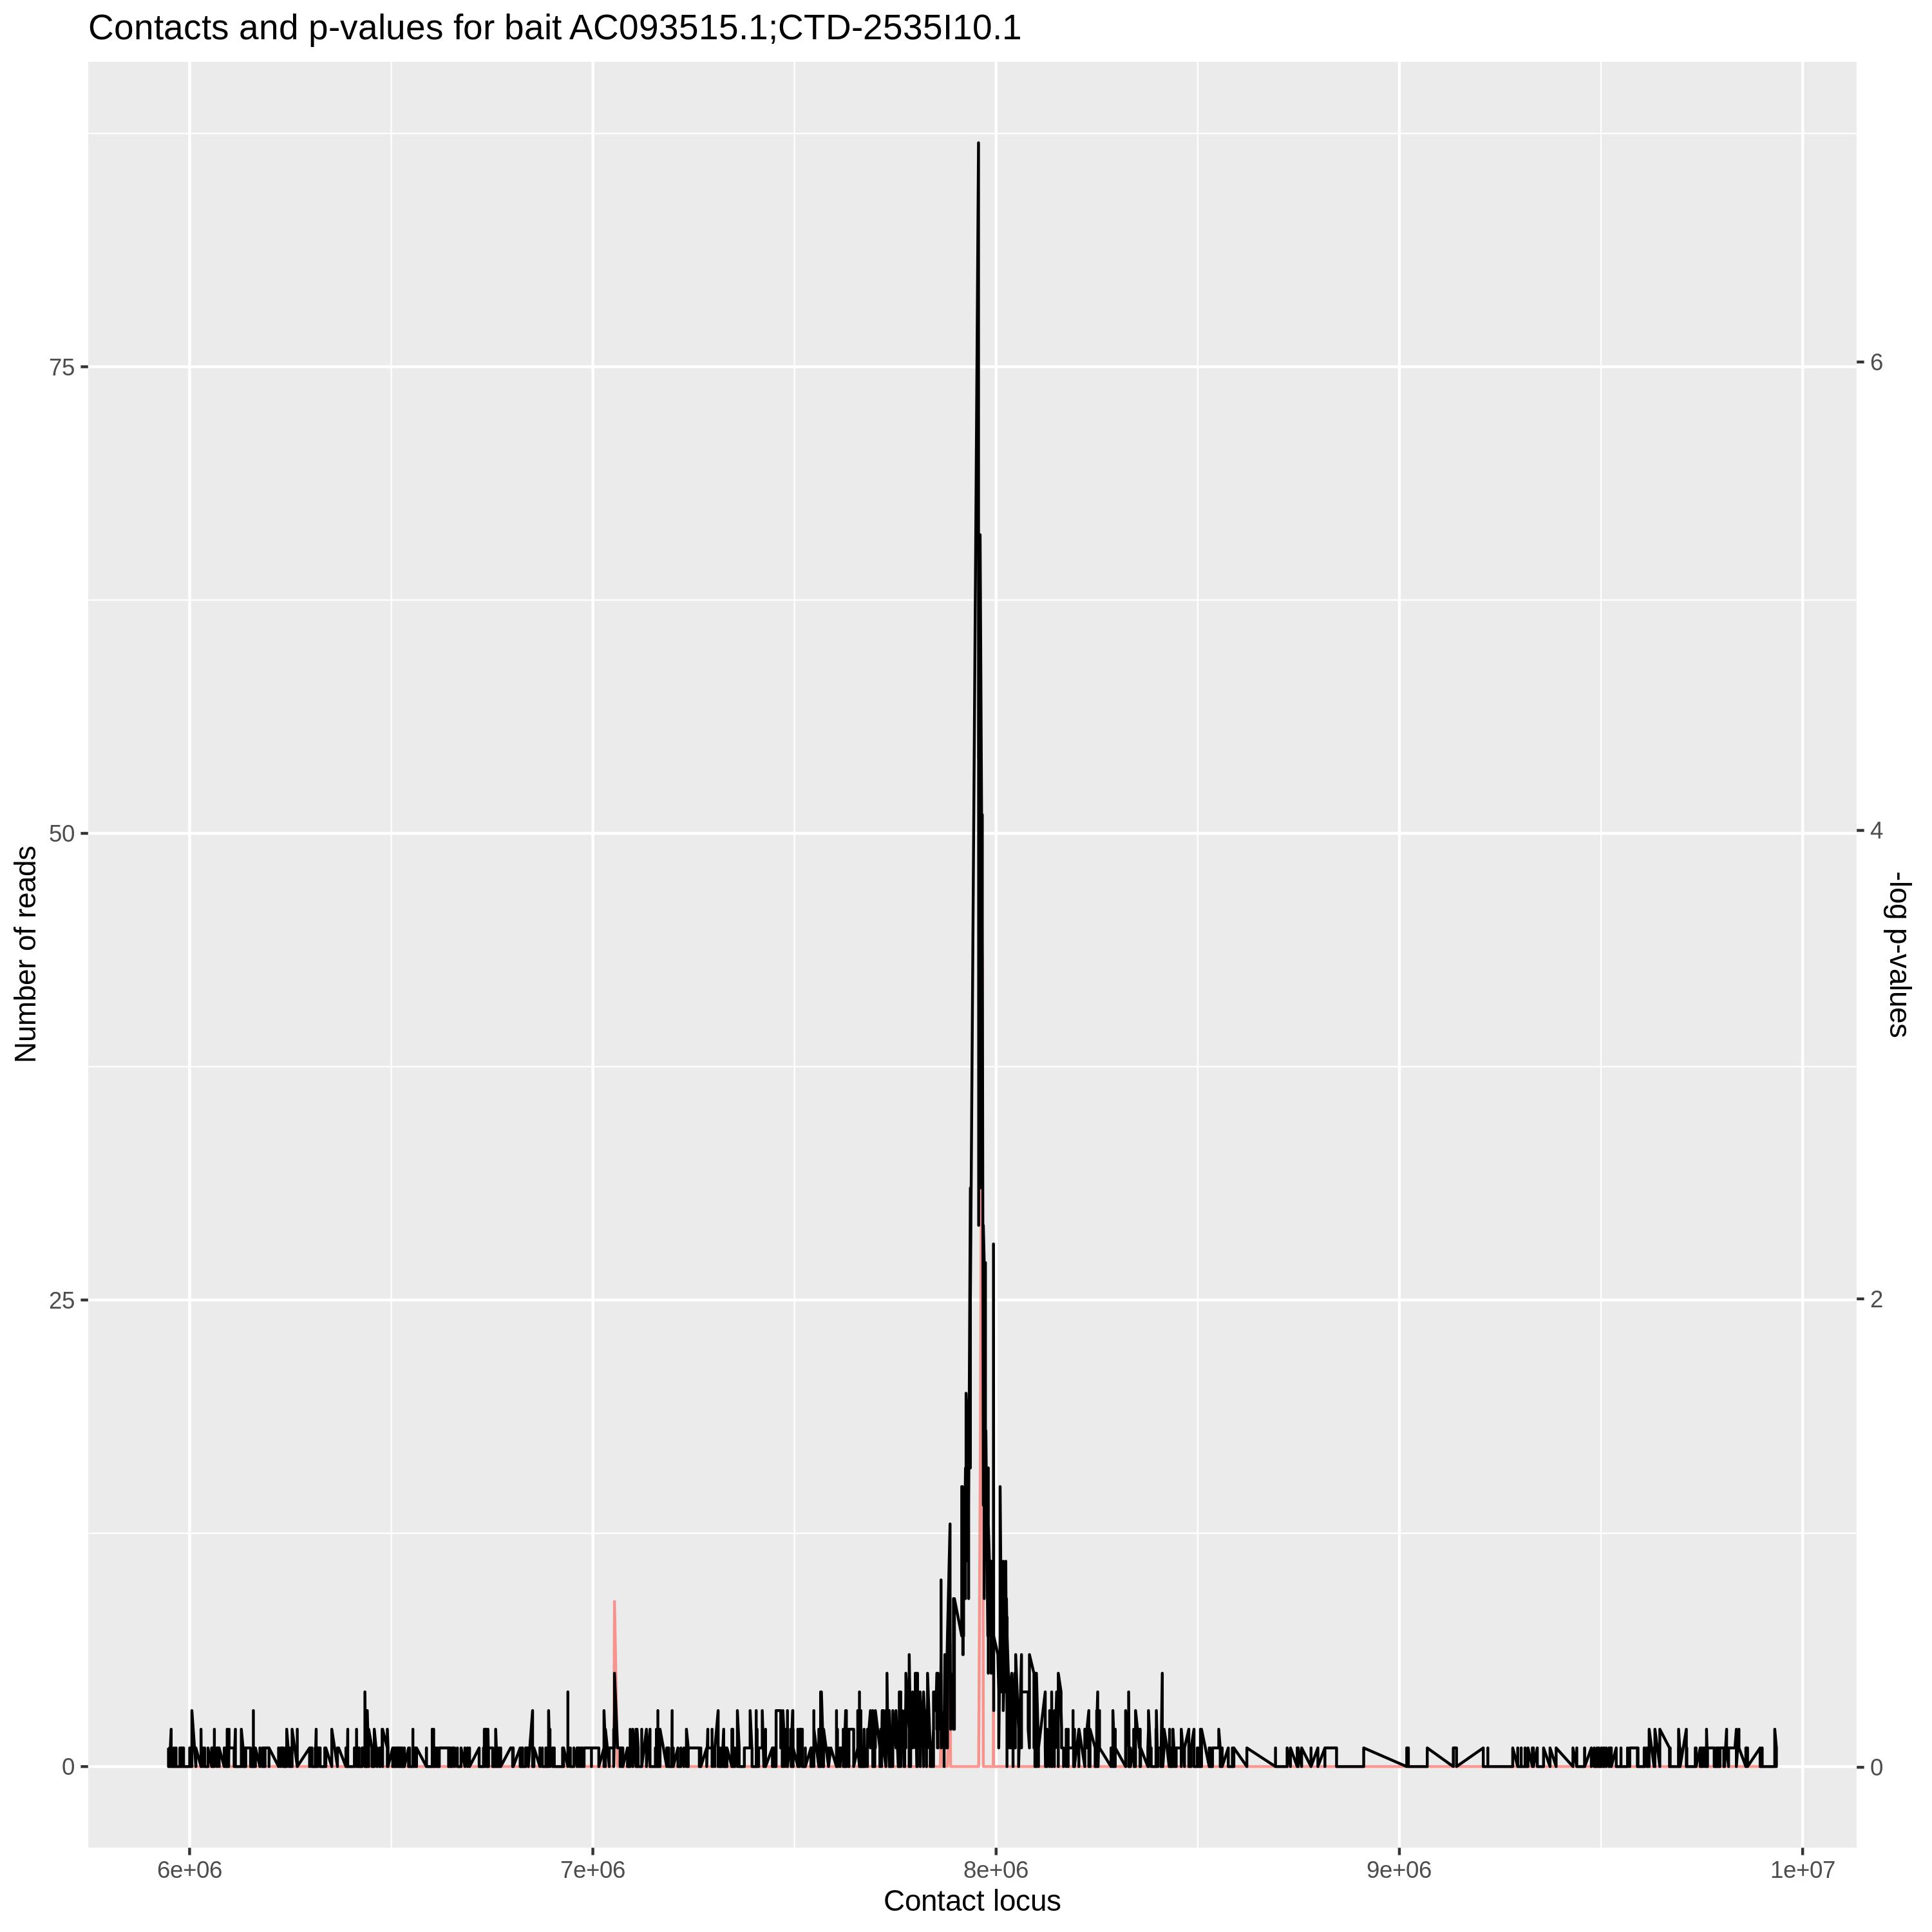 Contacts and p-values for bait AC093515.1;CTD-2535I10.1
75
50
25
0
6
4
2
0
Number of reads
-log p-values
6e+06
7e+06
8e+06
9e+06
1e+07
Contact locus